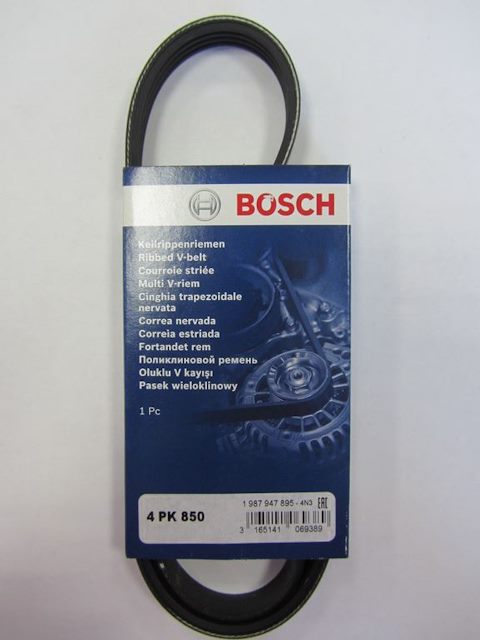 BOSCH
Keilrippenriemen
Ribbed V-belt
Courroie striée
Multi V-riem
Cinghia trapezoidale
nervata
Correa nervada
Correia estriada
Fortandet rem
Поликлиновой ремень
Oluklu V kayışı
Pasek wieloklinowy
1 Pc
4 PK 850
1 987 947 895 - 4N3 EAC
3 165141 069389